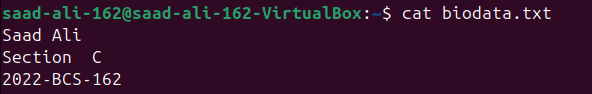 saad-ali-162@saad-ali-162-VirtualBox:~$ cat biodata.txt
Saad Ali
Section  C
2022-BCS-162